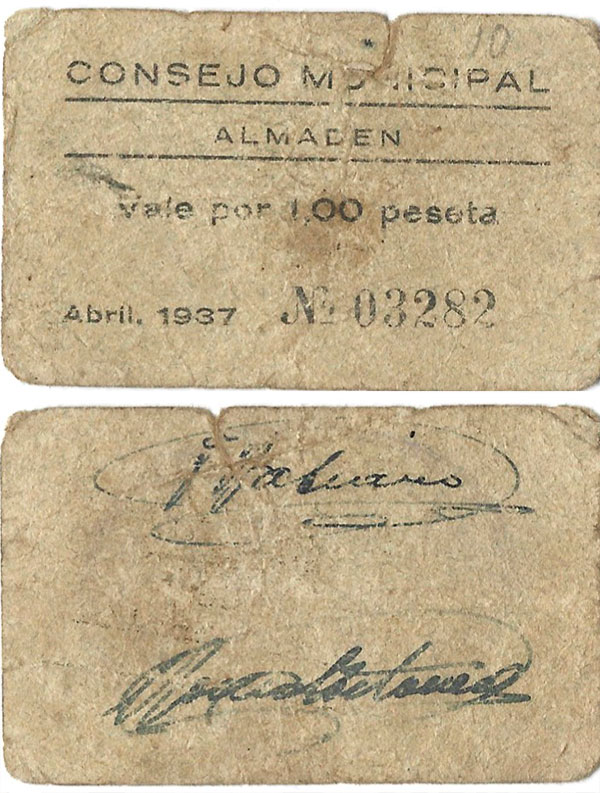 10
CONSEJO MUNICIPAL
ALMADEN
Vale por 1,00 peseta
Abril. 1937 Nº 03282